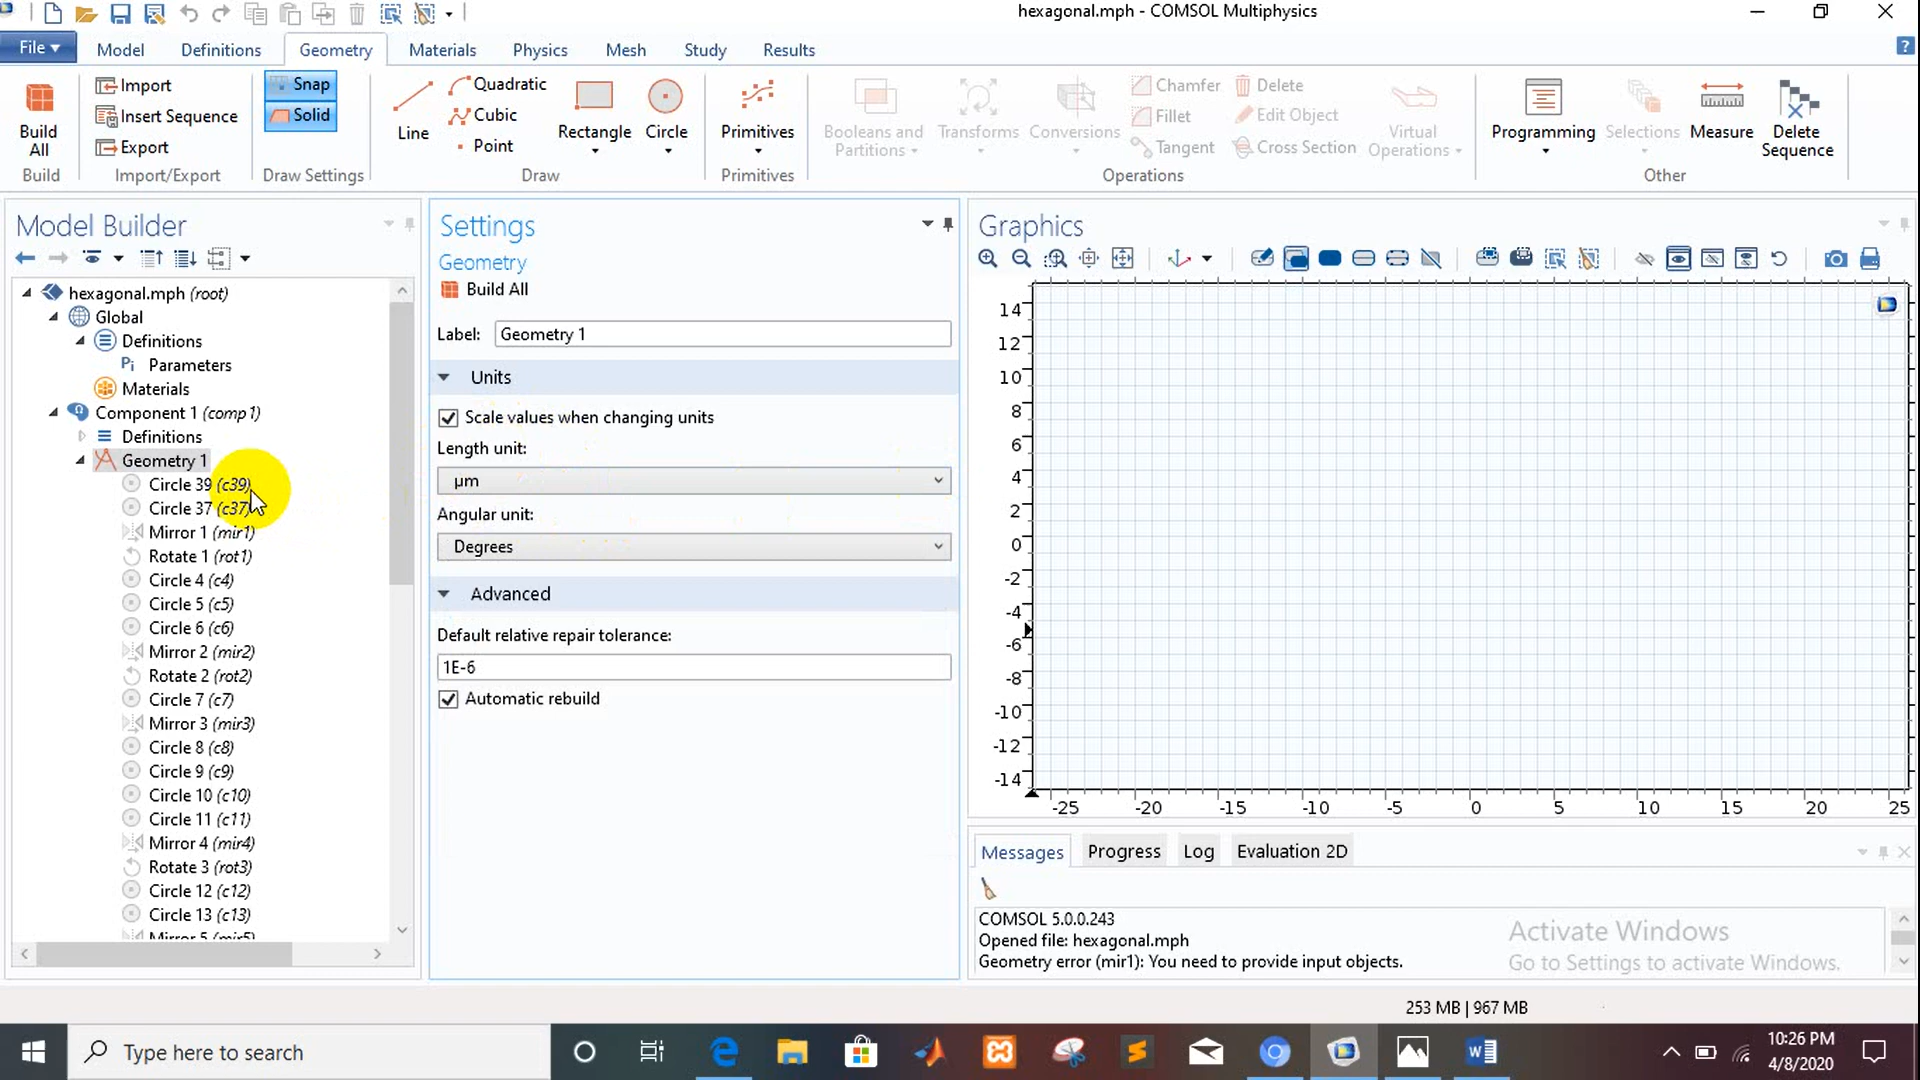 hexagonal.mph - COMSOL Multiphysics
File Model Definitions Geometry Materials Physics Mesh Study Results
Build All
Build
Import
Insert Sequence
Export
Import/Export
Snap
Solid
Draw Settings
Line
Quadratic
Cubic
Point
Rectangle
Circle
Draw
Primitives
Primitives
Booleans and Partitions
Transforms
Conversions
Chamfer
Fillet
Tangent
Delete
Edit Object
Cross Section
Virtual Operations
Operations
Programming
Selections
Measure
Delete Sequence
Other
Model Builder
hexagonal.mph (root)
Global
Definitions
Pi Parameters
Materials
Component 1 (comp1)
Definitions
Geometry 1
Circle 39 (c39)
Circle 37 (c37)
Mirror 1 (mir1)
Rotate 1 (rot1)
Circle 4 (c4)
Circle 5 (c5)
Circle 6 (c6)
Mirror 2 (mir2)
Rotate 2 (rot2)
Circle 7 (c7)
Mirror 3 (mir3)
Circle 8 (c8)
Circle 9 (c9)
Circle 10 (c10)
Circle 11 (c11)
Mirror 4 (mir4)
Rotate 3 (rot3)
Circle 12 (c12)
Circle 13 (c13)
Mirror 5 (mir5)
Settings
Geometry
Build All
Label: Geometry 1
Units
Scale values when changing units
Length unit:
µm
Angular unit:
Degrees
Advanced
Default relative repair tolerance:
1E-6
Automatic rebuild
Graphics
14
12
10
8
6
4
2
0
-2
-4
-6
-8
-10
-12
-14
-25 -20 -15 -10 -5 0 5 10 15 20 25
Messages Progress Log Evaluation 2D
COMSOL 5.0.0.243
Opened file: hexagonal.mph
Geometry error (mir1): You need to provide input objects.
Activate Windows
Go to Settings to activate Windows.
253 MB | 967 MB
Type here to search
10:26 PM
4/8/2020